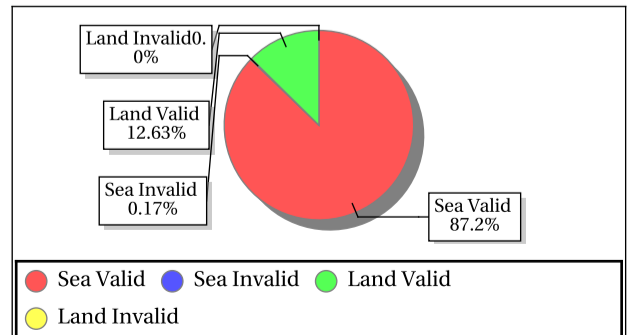 Land Invalid0.
0%
Land Valid
12.63%
Sea Invalid
0.17%
Sea Valid
87.2%
Sea Valid Sea Invalid Land Valid
Land Invalid